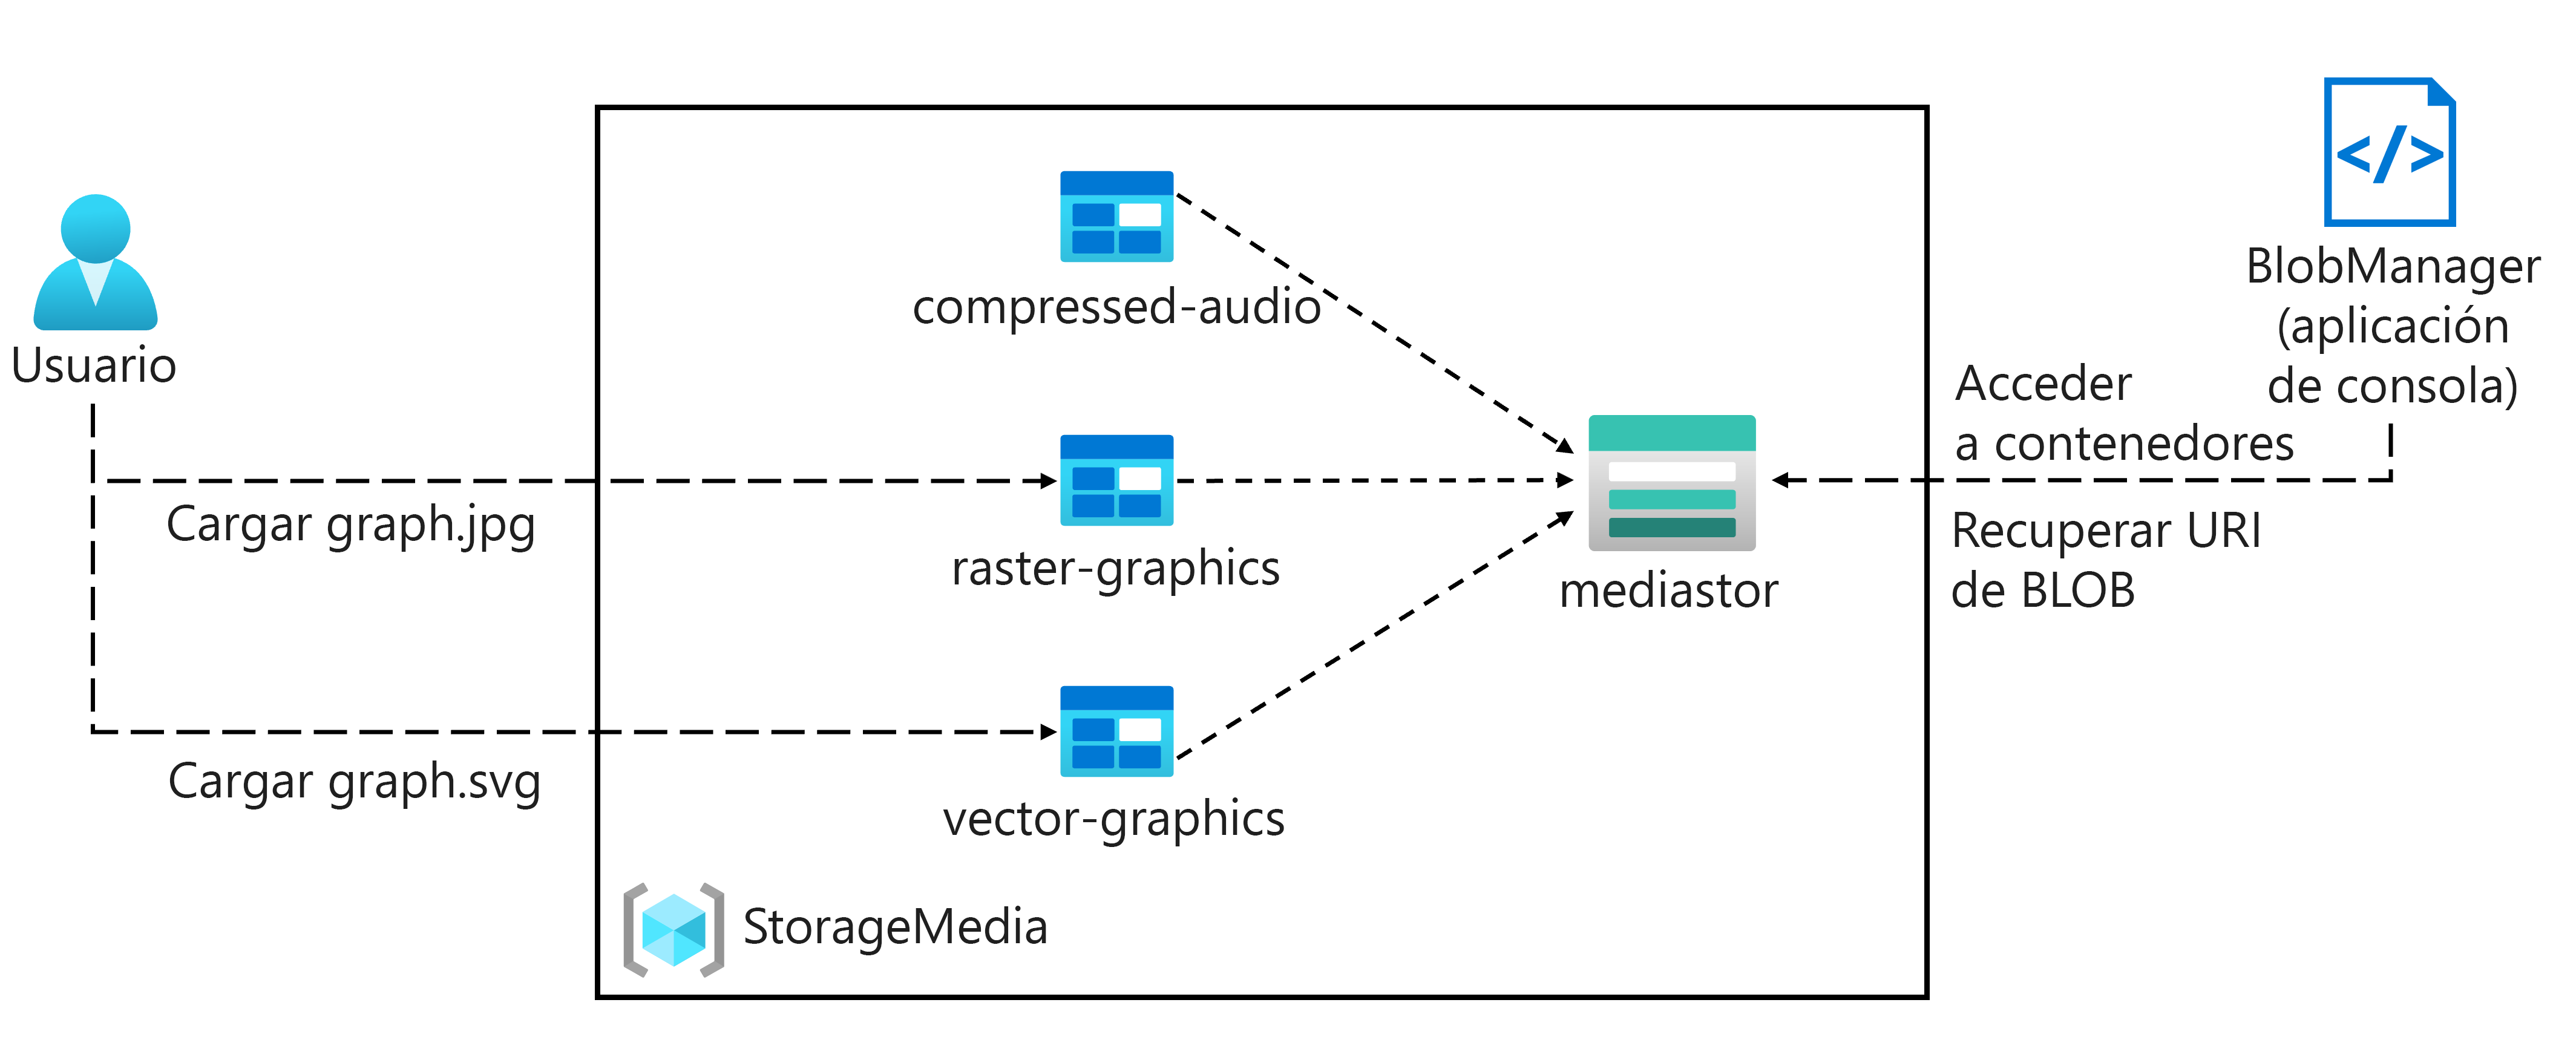 Usuario
Cargar graph.jpg
Cargar graph.svg
compressed-audio
raster-graphics
vector-graphics
StorageMedia
mediastor
BlobManager
(aplicación
de consola)
Acceder
a contenedores
Recuperar URI
de BLOB